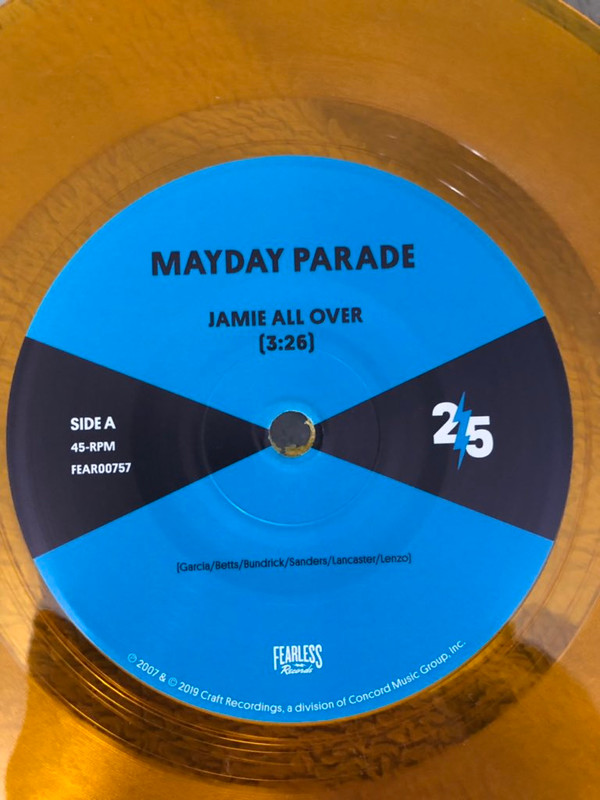 MAYDAY PARADE
JAMIE ALL OVER
(3:26)
SIDE A
45-RPM
FEAR00757
25
(Garcia/Betts/Bundrick/Sanders/Lancaster/Lenzo)
FEARLESS
Records
℗ 2007 & © 2019 Craft Recordings, a division of Concord Music Group, Inc.